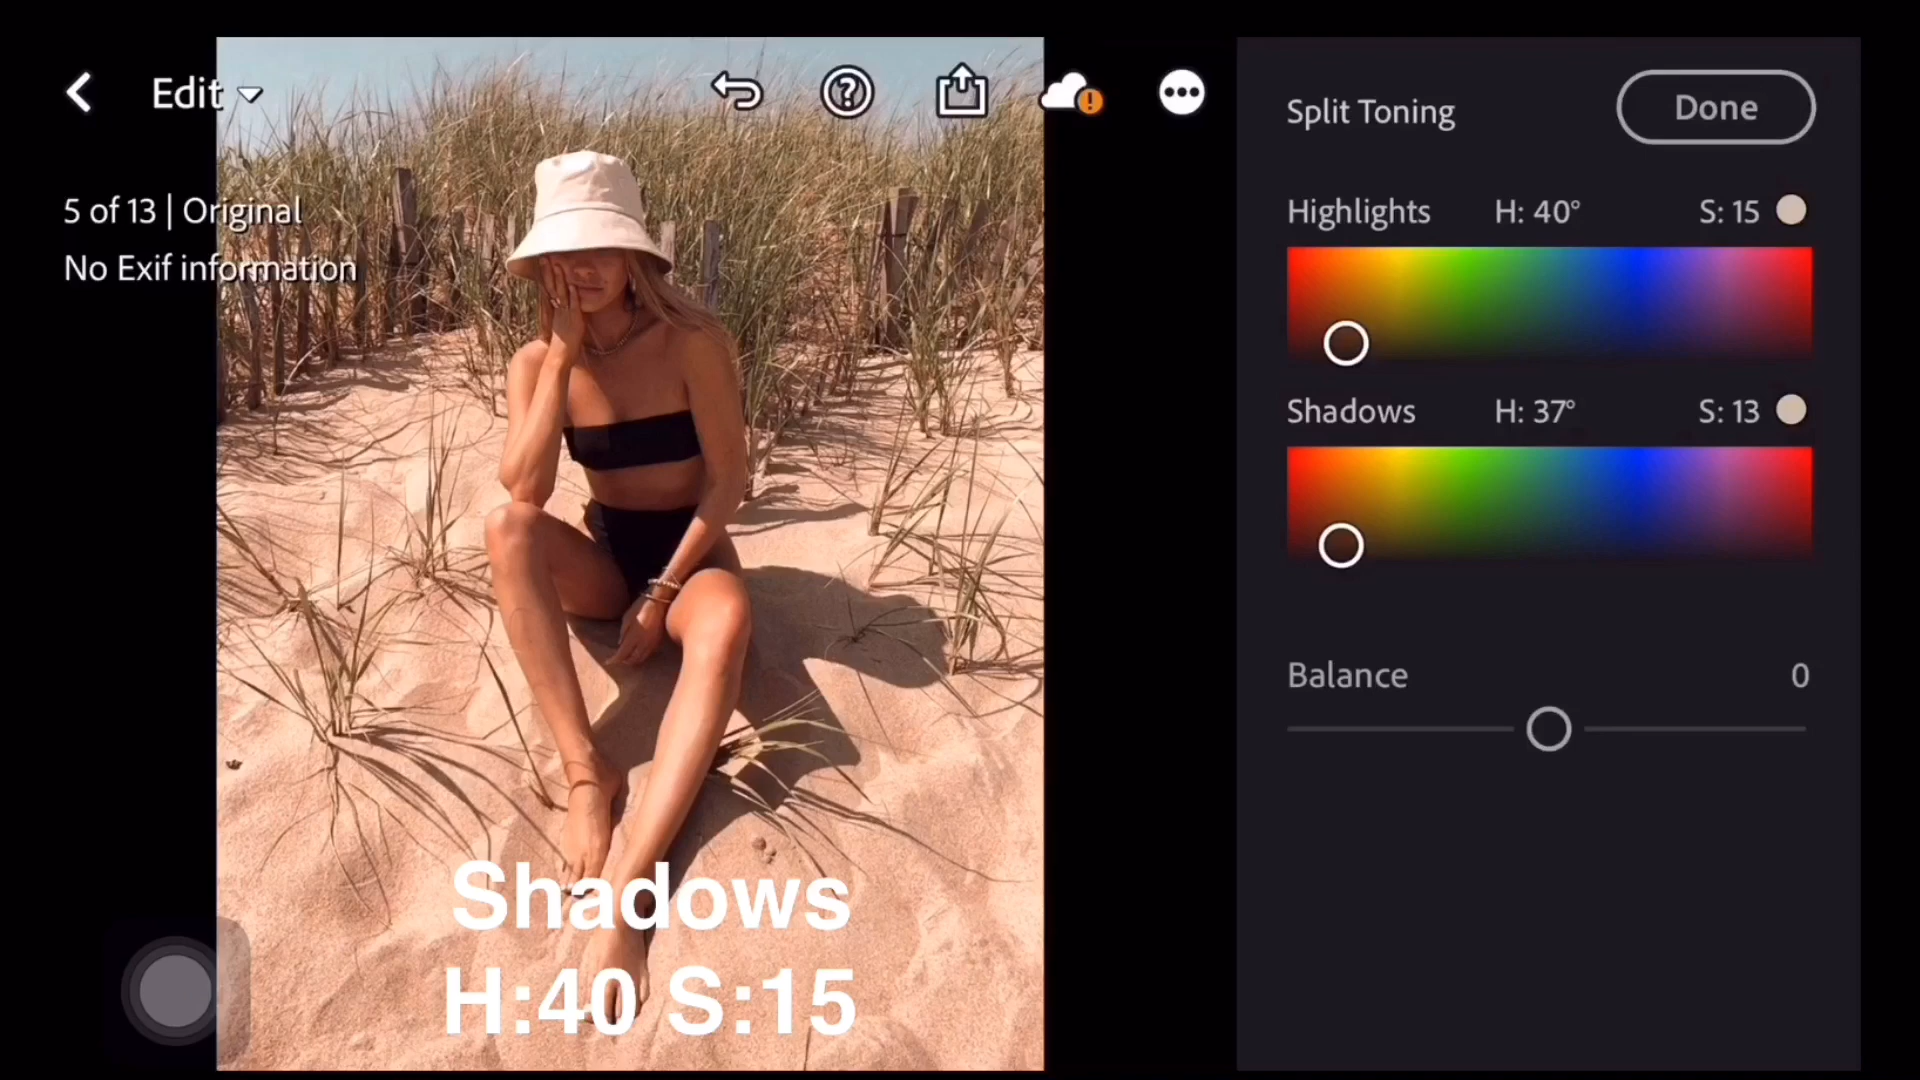 Edit
5 of 13 | Original
No Exif information
Split Toning
Done
Highlights H: 40° S: 15
Shadows H: 37° S: 13
Balance 0
Shadows
H:40 S:15